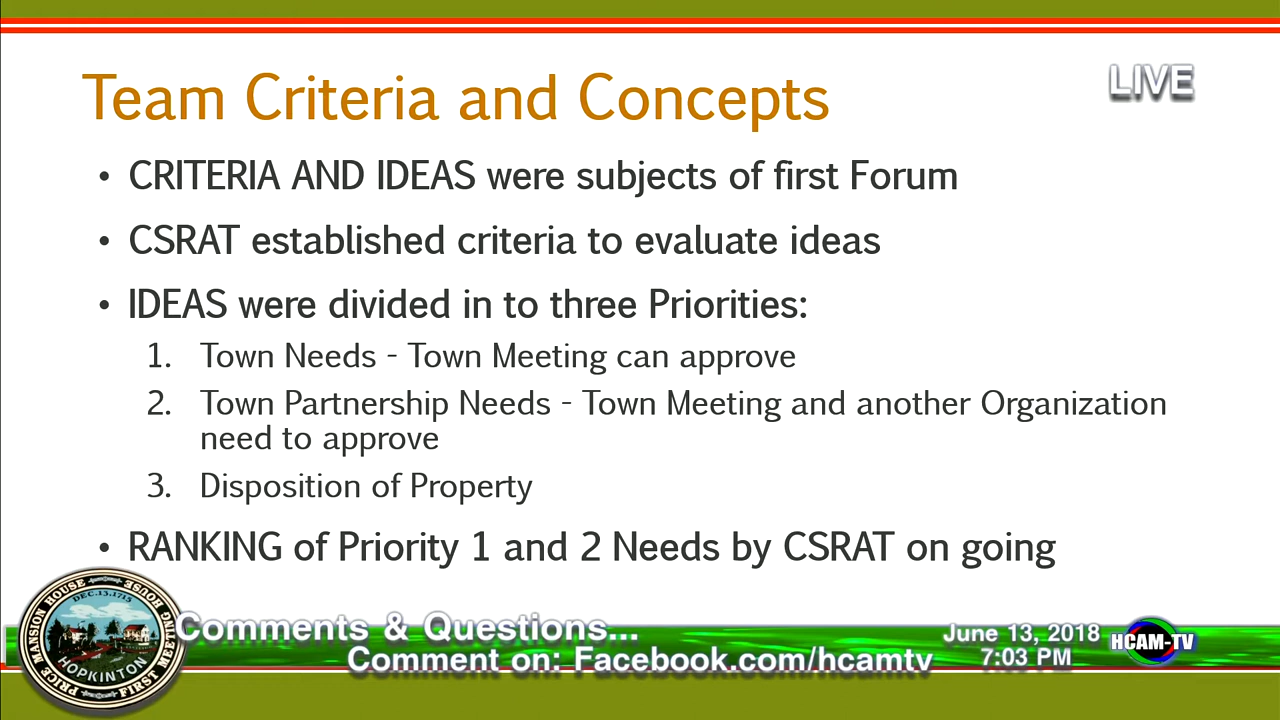 Team Criteria and Concepts
LIVE
• CRITERIA AND IDEAS were subjects of first Forum
• CSRAT established criteria to evaluate ideas
• IDEAS were divided in to three Priorities:
1. Town Needs - Town Meeting can approve
2. Town Partnership Needs - Town Meeting and another Organization
need to approve
3. Disposition of Property
• RANKING of Priority 1 and 2 Needs by CSRAT on going
PRICE MANSION HOUSE
FIRST MEETING HOUSE
DEC.13.1715
HOPKINTON
Comments & Questions...
Comment on: Facebook.com/hcamtv
June 13, 2018
7:03 PM
HCAM-TV